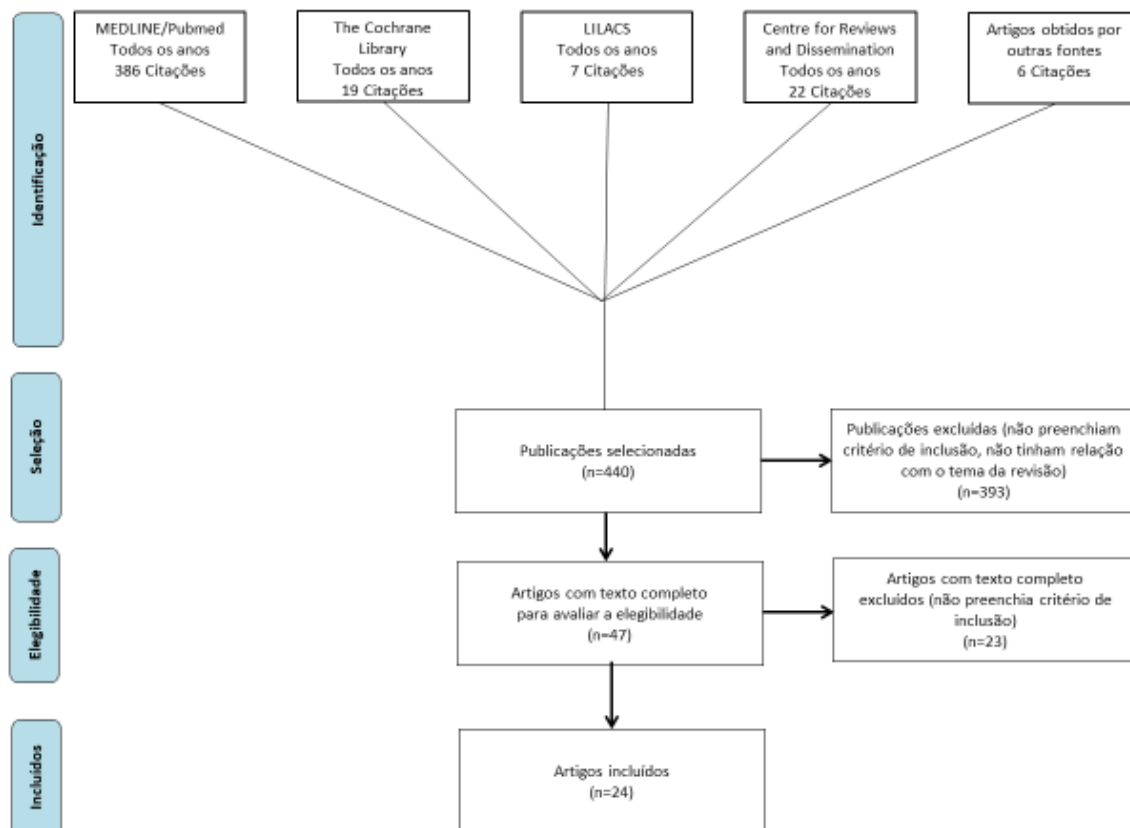 Identificação
MEDLINE/Pubmed
Todos os anos
386 Citações
The Cochrane
Library
Todos os anos
19 Citações
LILACS
Todos os anos
7 Citações
Centre for Reviews
and Dissemination
Todos os anos
22 Citações
Artigos obtidos por
outras fontes
6 Citações
Seleção
Publicações selecionadas
(n=440)
Publicações excluídas (não preenchiam
critério de inclusão, não tinham relação
com o tema da revisão)
(n=393)
Elegibilidade
Artigos com texto completo
para avaliar a elegibilidade
(n=47)
Artigos com texto completo
excluídos (não preenchia critério de
inclusão)
(n=23)
Incluídos
Artigos incluídos
(n=24)